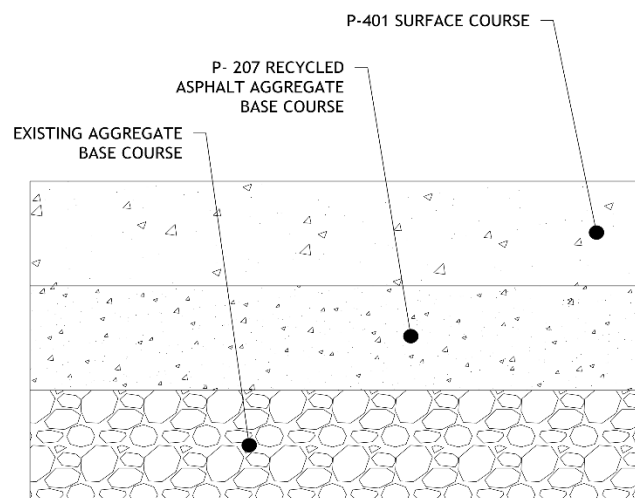 P-401 SURFACE COURSE
P- 207 RECYCLED
ASPHALT AGGREGATE
BASE COURSE
EXISTING AGGREGATE
BASE COURSE